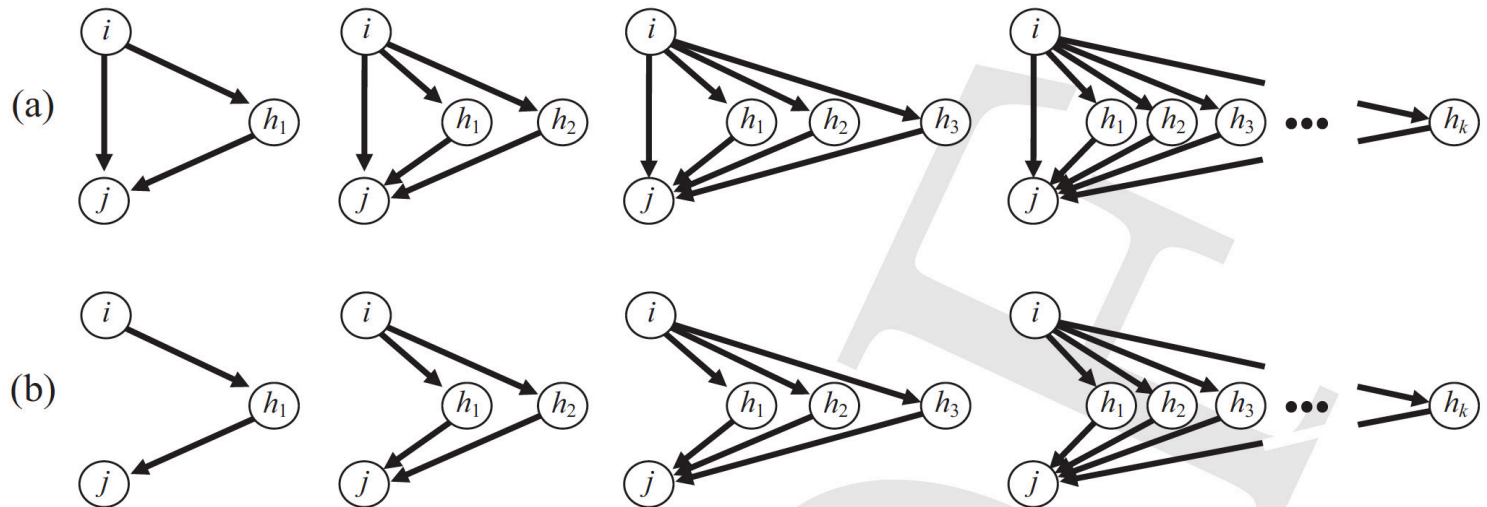 i i i i
(a) h1 h1 h2 h1 h2 h3 h1 h2 h3 ••• hk
j j j j
i i i i
(b) h1 h1 h2 h1 h2 h3 h1 h2 h3 ••• hk
j j j j